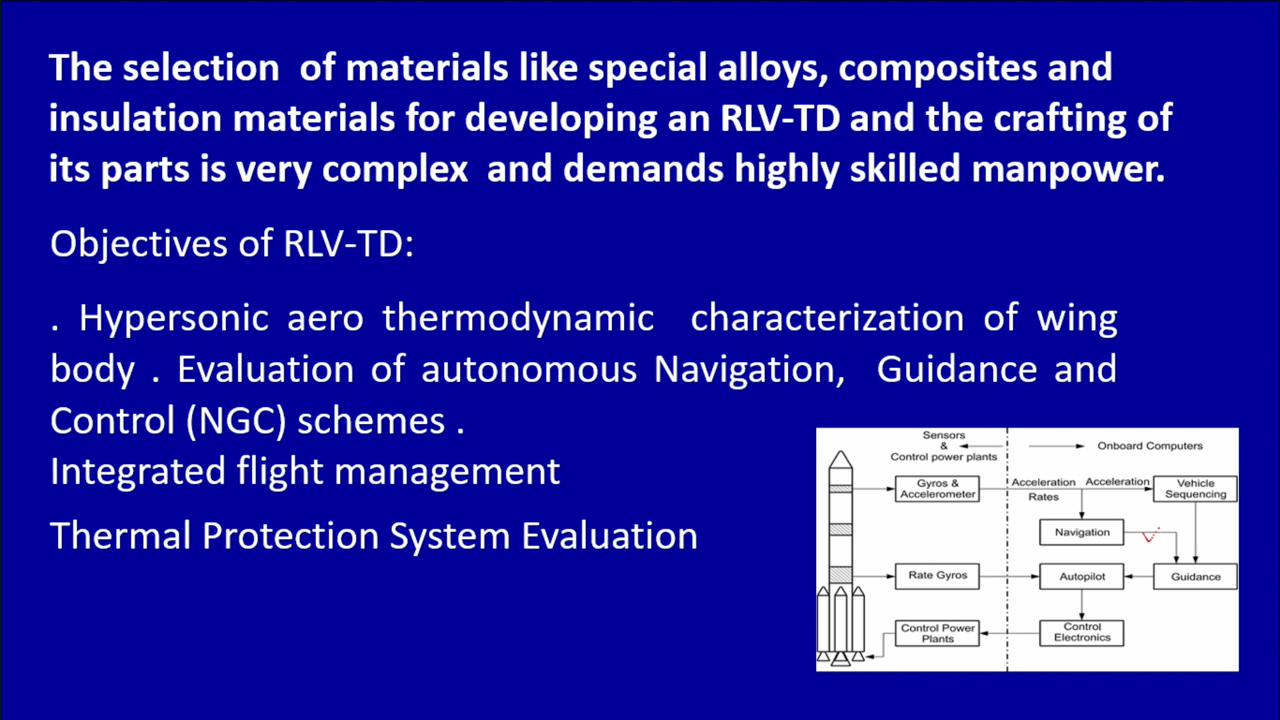 The selection  of materials like special alloys, composites and
insulation materials for developing an RLV-TD and the crafting of
its parts is very complex  and demands highly skilled manpower.
Objectives of RLV-TD:
. Hypersonic aero thermodynamic  characterization of wing
body . Evaluation of autonomous Navigation,  Guidance and
Control (NGC) schemes .
Integrated flight management
Thermal Protection System Evaluation
Sensors
&
Control power plants
Onboard Computers
Gyros &
Accelerometer
Acceleration
Rates
Acceleration
Vehicle
Sequencing
Navigation
Rate Gyros
Autopilot
Guidance
Control Power
Plants
Control
Electronics